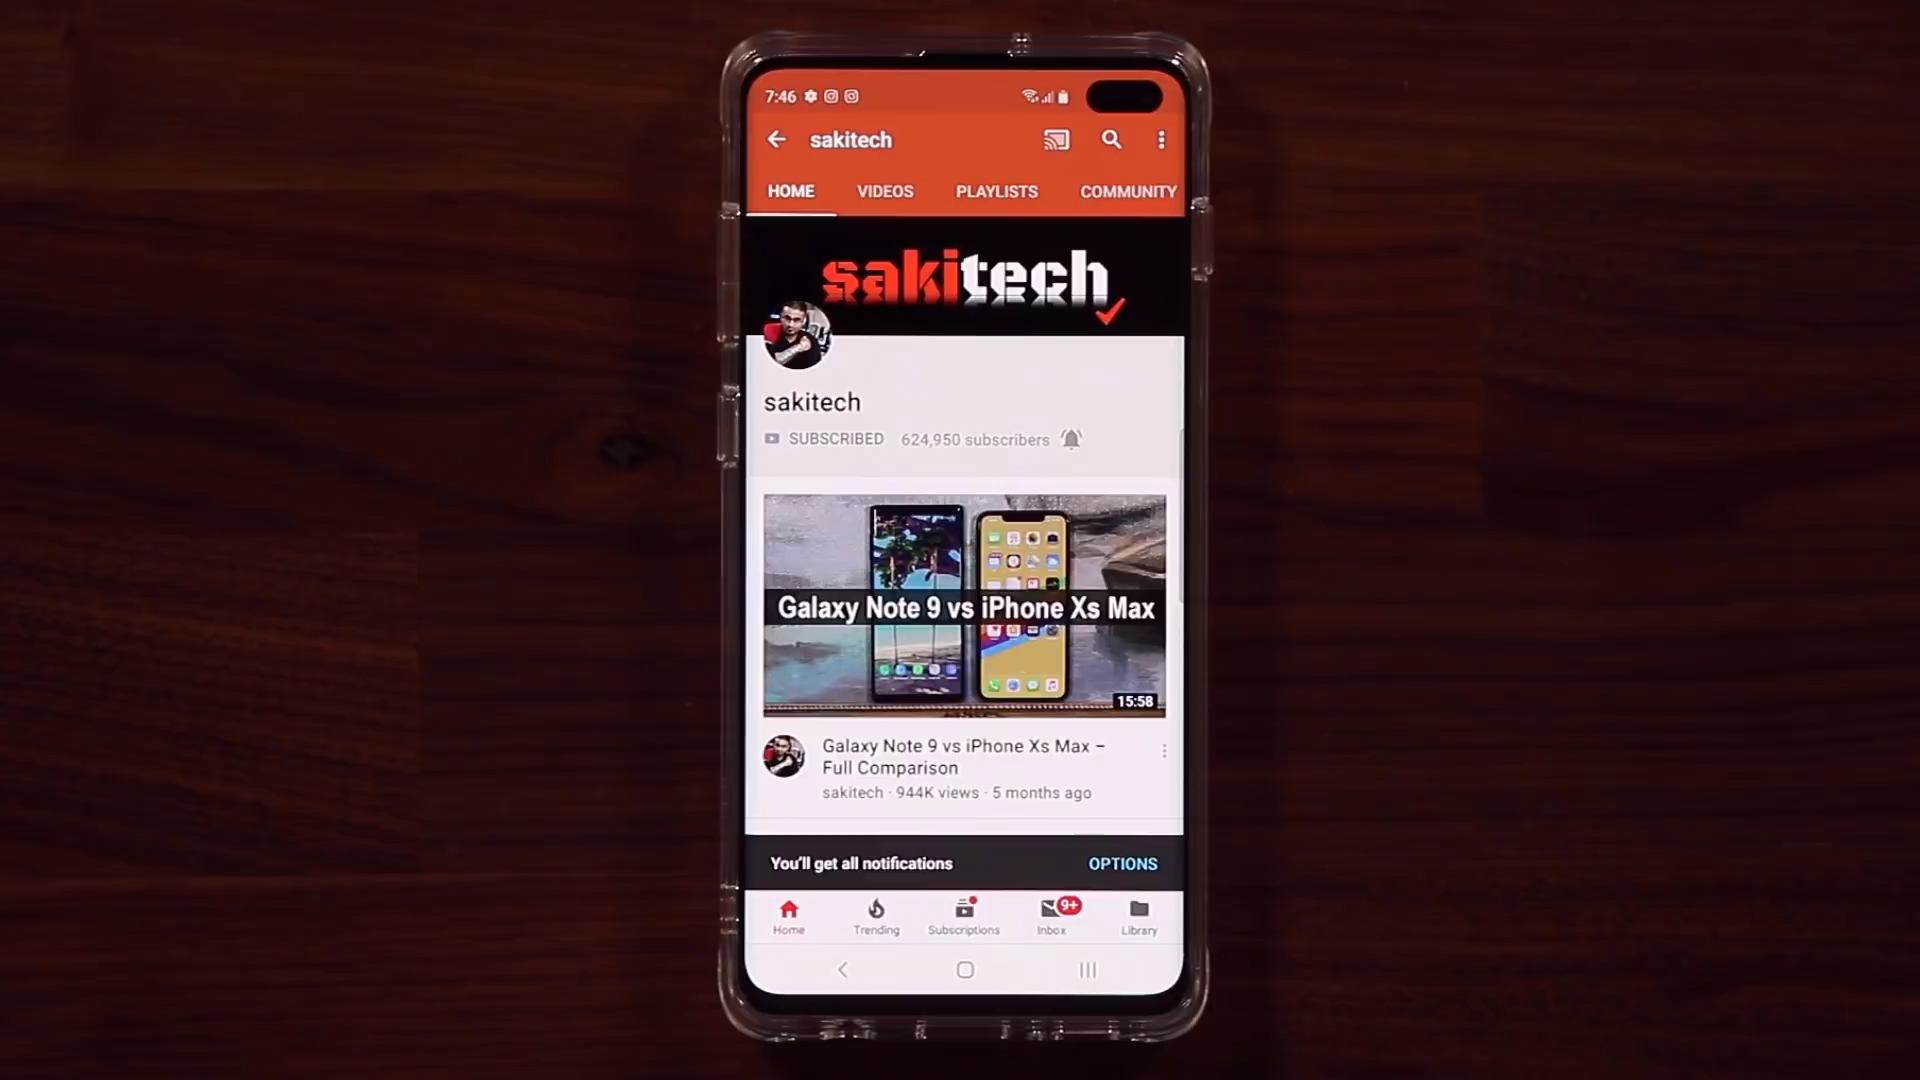 7:46
sakitech
HOME VIDEOS PLAYLISTS COMMUNITY
sakitech
sakitech
SUBSCRIBED 624,950 subscribers
Galaxy Note 9 vs iPhone Xs Max
15:58
Galaxy Note 9 vs iPhone Xs Max –
Full Comparison
sakitech · 944K views · 5 months ago
You'll get all notifications OPTIONS
9+
Home Trending Subscriptions Inbox Library